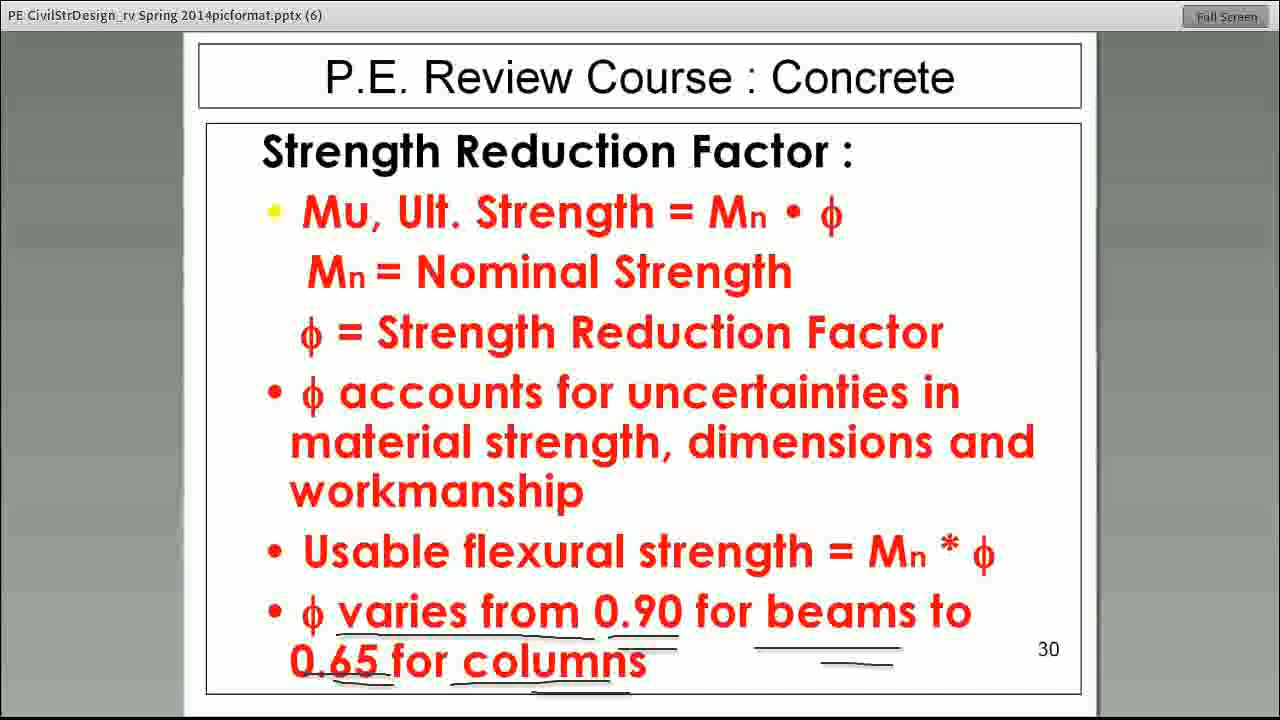 PE CivilStrDesign_rv Spring 2014picformat.pptx (6)
Full Screen
P.E. Review Course : Concrete
Strength Reduction Factor :
• Mu, Ult. Strength = Mn • ϕ
Mn = Nominal Strength
ϕ = Strength Reduction Factor
• ϕ accounts for uncertainties in
material strength, dimensions and
workmanship
• Usable flexural strength = Mn * ϕ
• ϕ varies from 0.90 for beams to
0.65 for columns
30